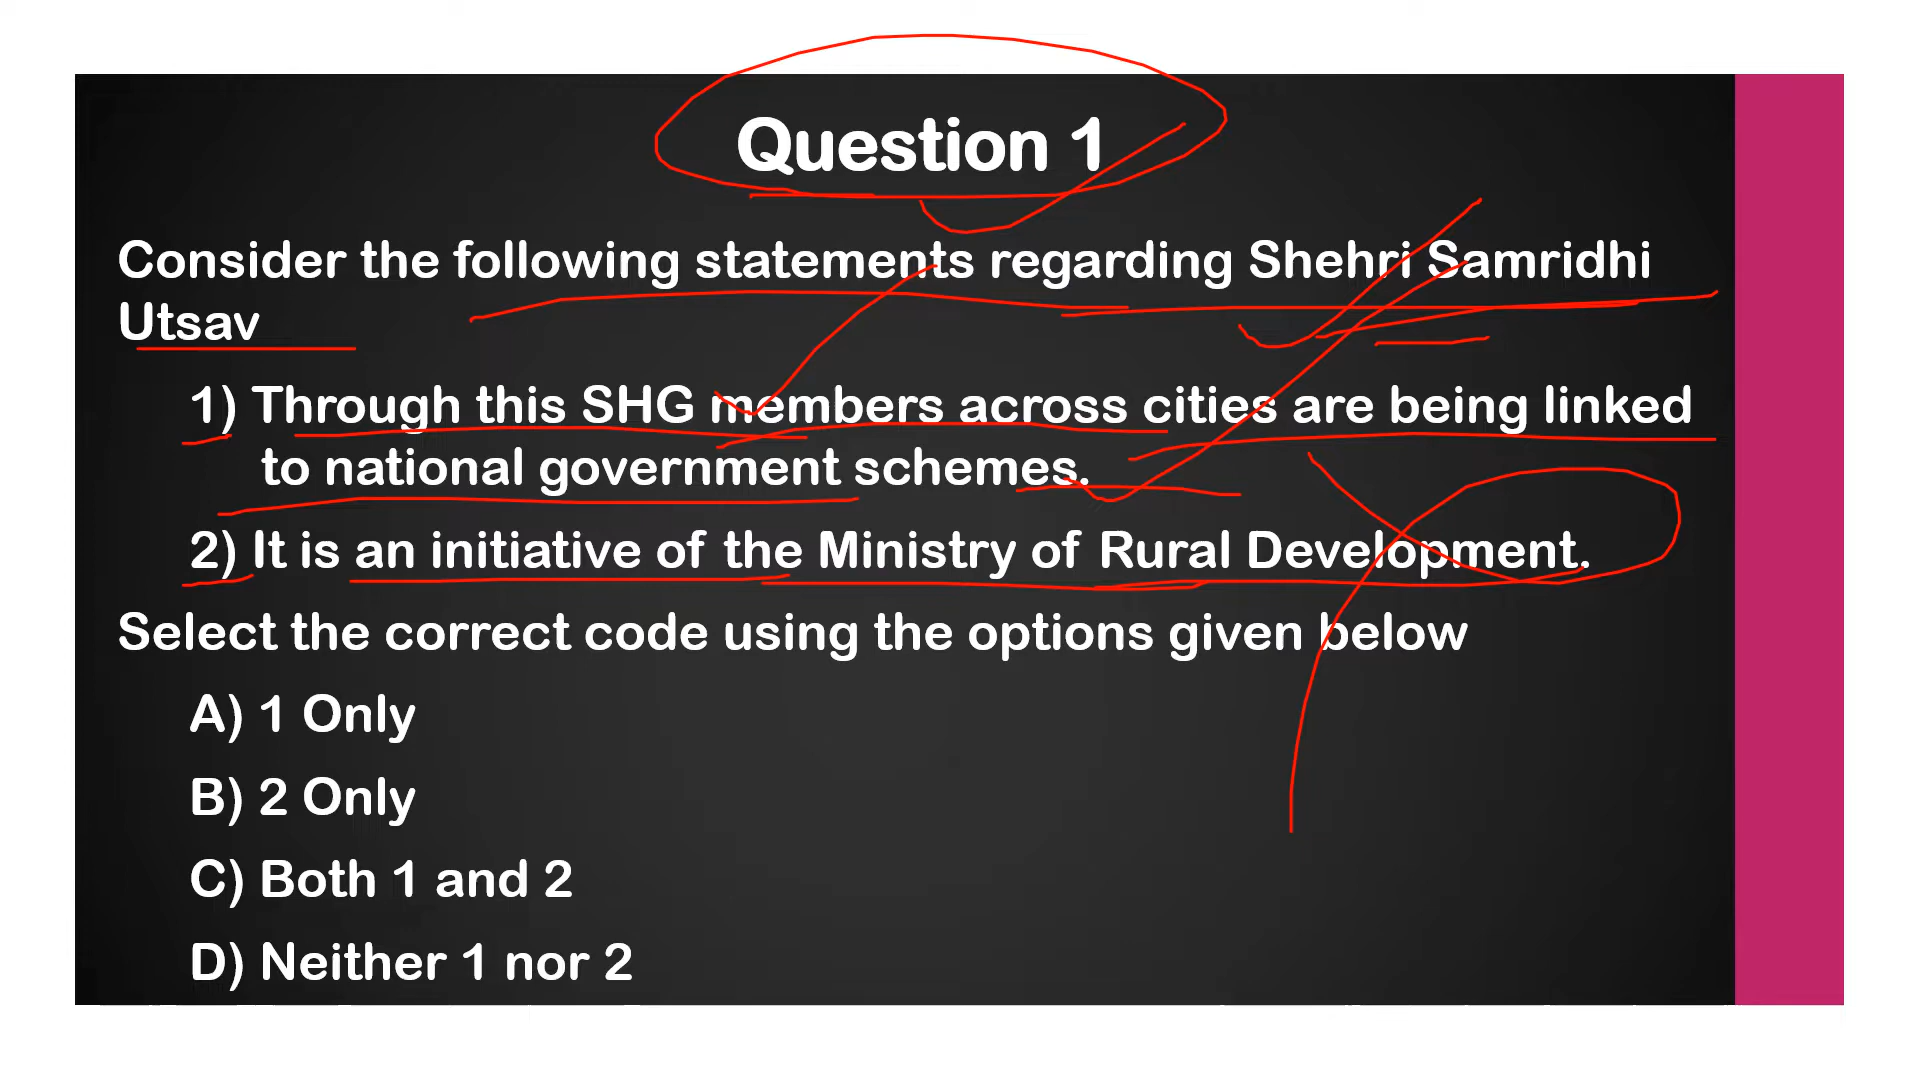 Question 1
Consider the following statements regarding Shehri Samridhi
Utsav
1) Through this SHG members across cities are being linked
to national government schemes.
2) It is an initiative of the Ministry of Rural Development.
Select the correct code using the options given below
A) 1 Only
B) 2 Only
C) Both 1 and 2
D) Neither 1 nor 2